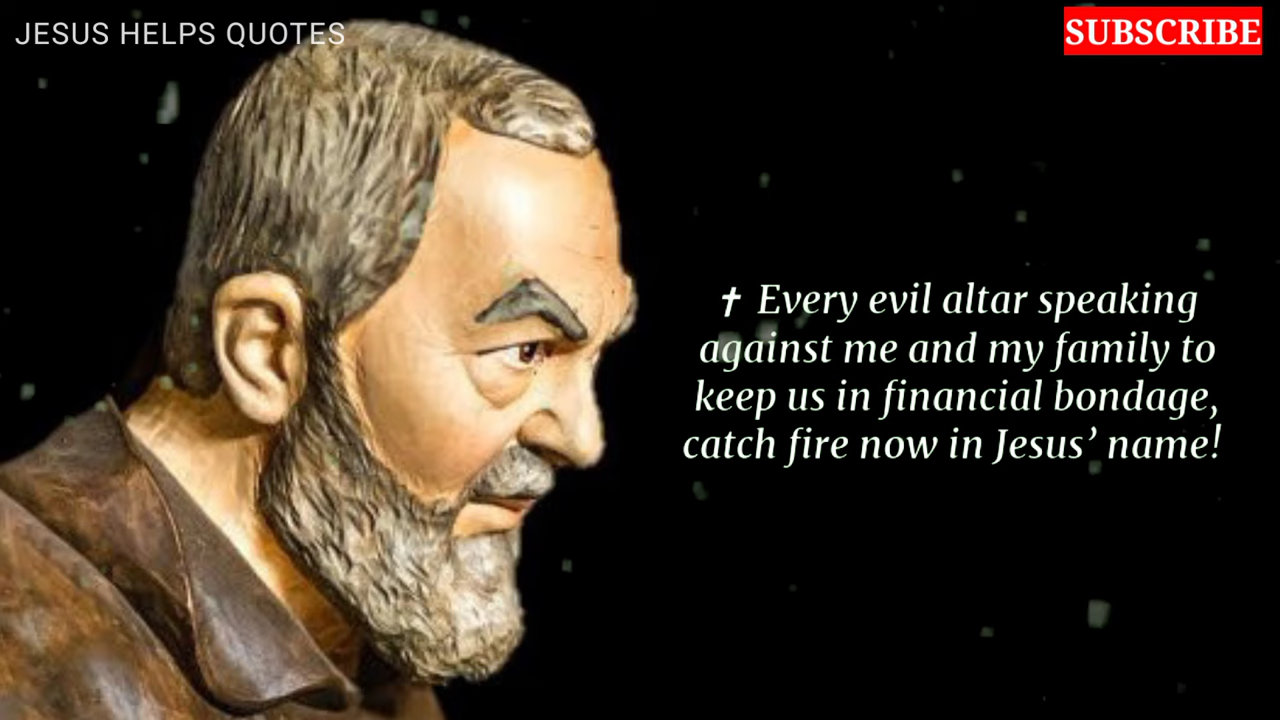 JESUS HELPS QUOTES
SUBSCRIBE
✝ Every evil altar speaking
against me and my family to
keep us in financial bondage,
catch fire now in Jesus’ name!